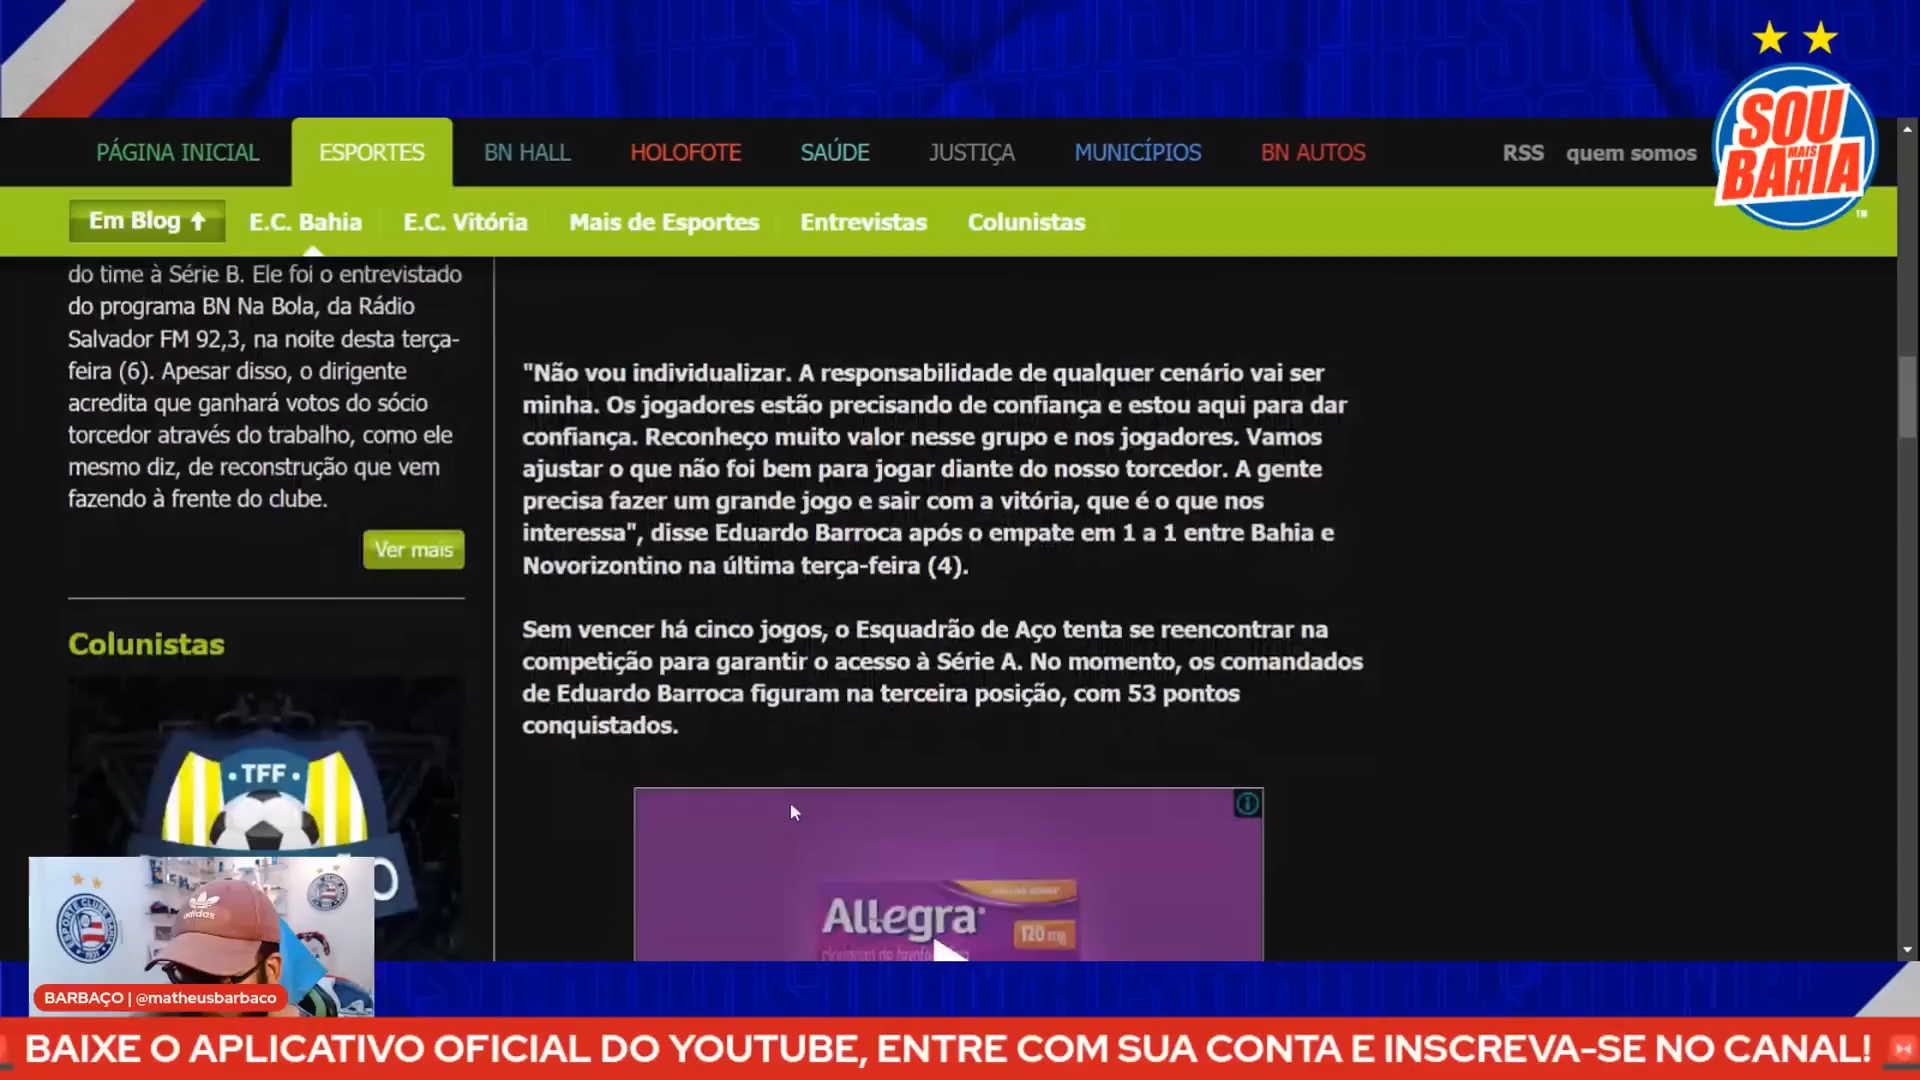 SOU
MAIS
BAHIA
TM
PÁGINA INICIAL ESPORTES BN HALL HOLOFOTE SAÚDE JUSTIÇA MUNICÍPIOS BN AUTOS RSS quem somos
Em Blog E.C. Bahia E.C. Vitória Mais de Esportes Entrevistas Colunistas
do time à Série B. Ele foi o entrevistado
do programa BN Na Bola, da Rádio
Salvador FM 92,3, na noite desta terça-
feira (6). Apesar disso, o dirigente
acredita que ganhará votos do sócio
torcedor através do trabalho, como ele
mesmo diz, de reconstrução que vem
fazendo à frente do clube.
Ver mais
Colunistas
• TFF •
"Não vou individualizar. A responsabilidade de qualquer cenário vai ser
minha. Os jogadores estão precisando de confiança e estou aqui para dar
confiança. Reconheço muito valor nesse grupo e nos jogadores. Vamos
ajustar o que não foi bem para jogar diante do nosso torcedor. A gente
precisa fazer um grande jogo e sair com a vitória, que é o que nos
interessa", disse Eduardo Barroca após o empate em 1 a 1 entre Bahia e
Novorizontino na última terça-feira (4).
Sem vencer há cinco jogos, o Esquadrão de Aço tenta se reencontrar na
competição para garantir o acesso à Série A. No momento, os comandados
de Eduardo Barroca figuram na terceira posição, com 53 pontos
conquistados.
Allegra
120 mg
adidas
ESPORTE CLUBE BAHIA
1931
BARBAÇO | @matheusbarbaco
BAIXE O APLICATIVO OFICIAL DO YOUTUBE, ENTRE COM SUA CONTA E INSCREVA-SE NO CANAL!